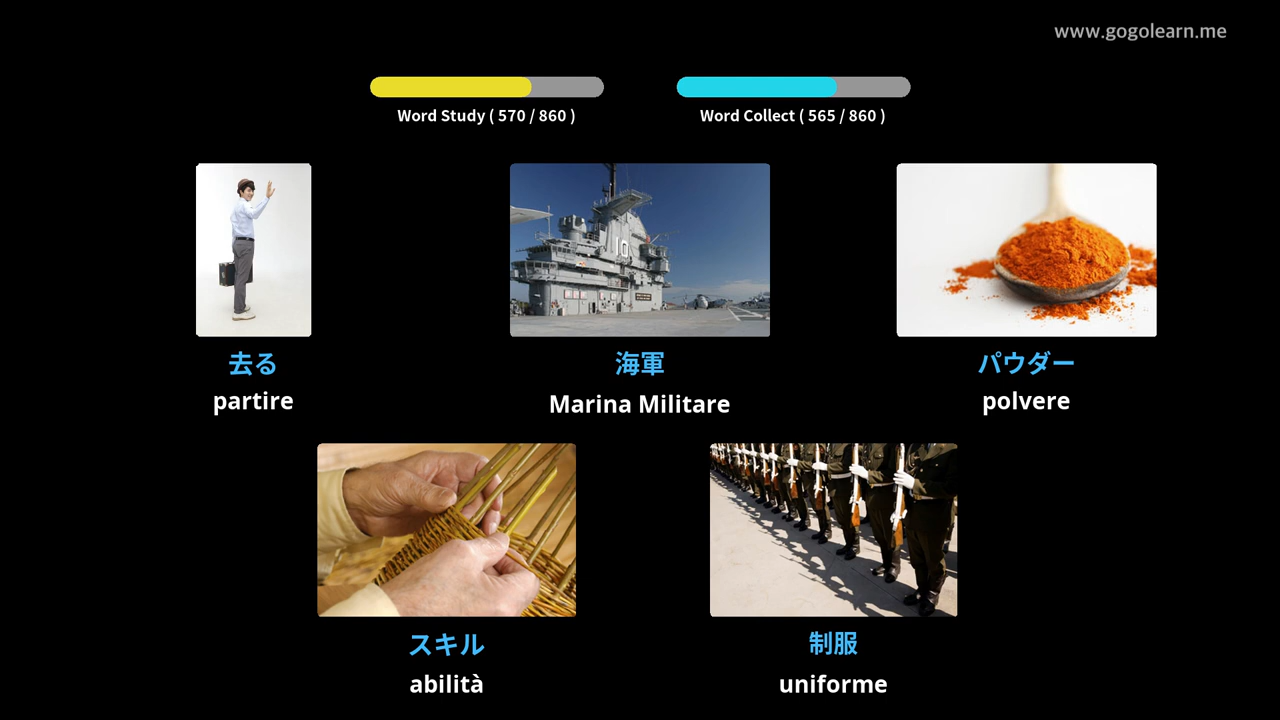 www.gogolearn.me
Word Study ( 570 / 860 )
Word Collect ( 565 / 860 )
去る
partire
海軍
Marina Militare
パウダー
polvere
スキル
abilità
制服
uniforme